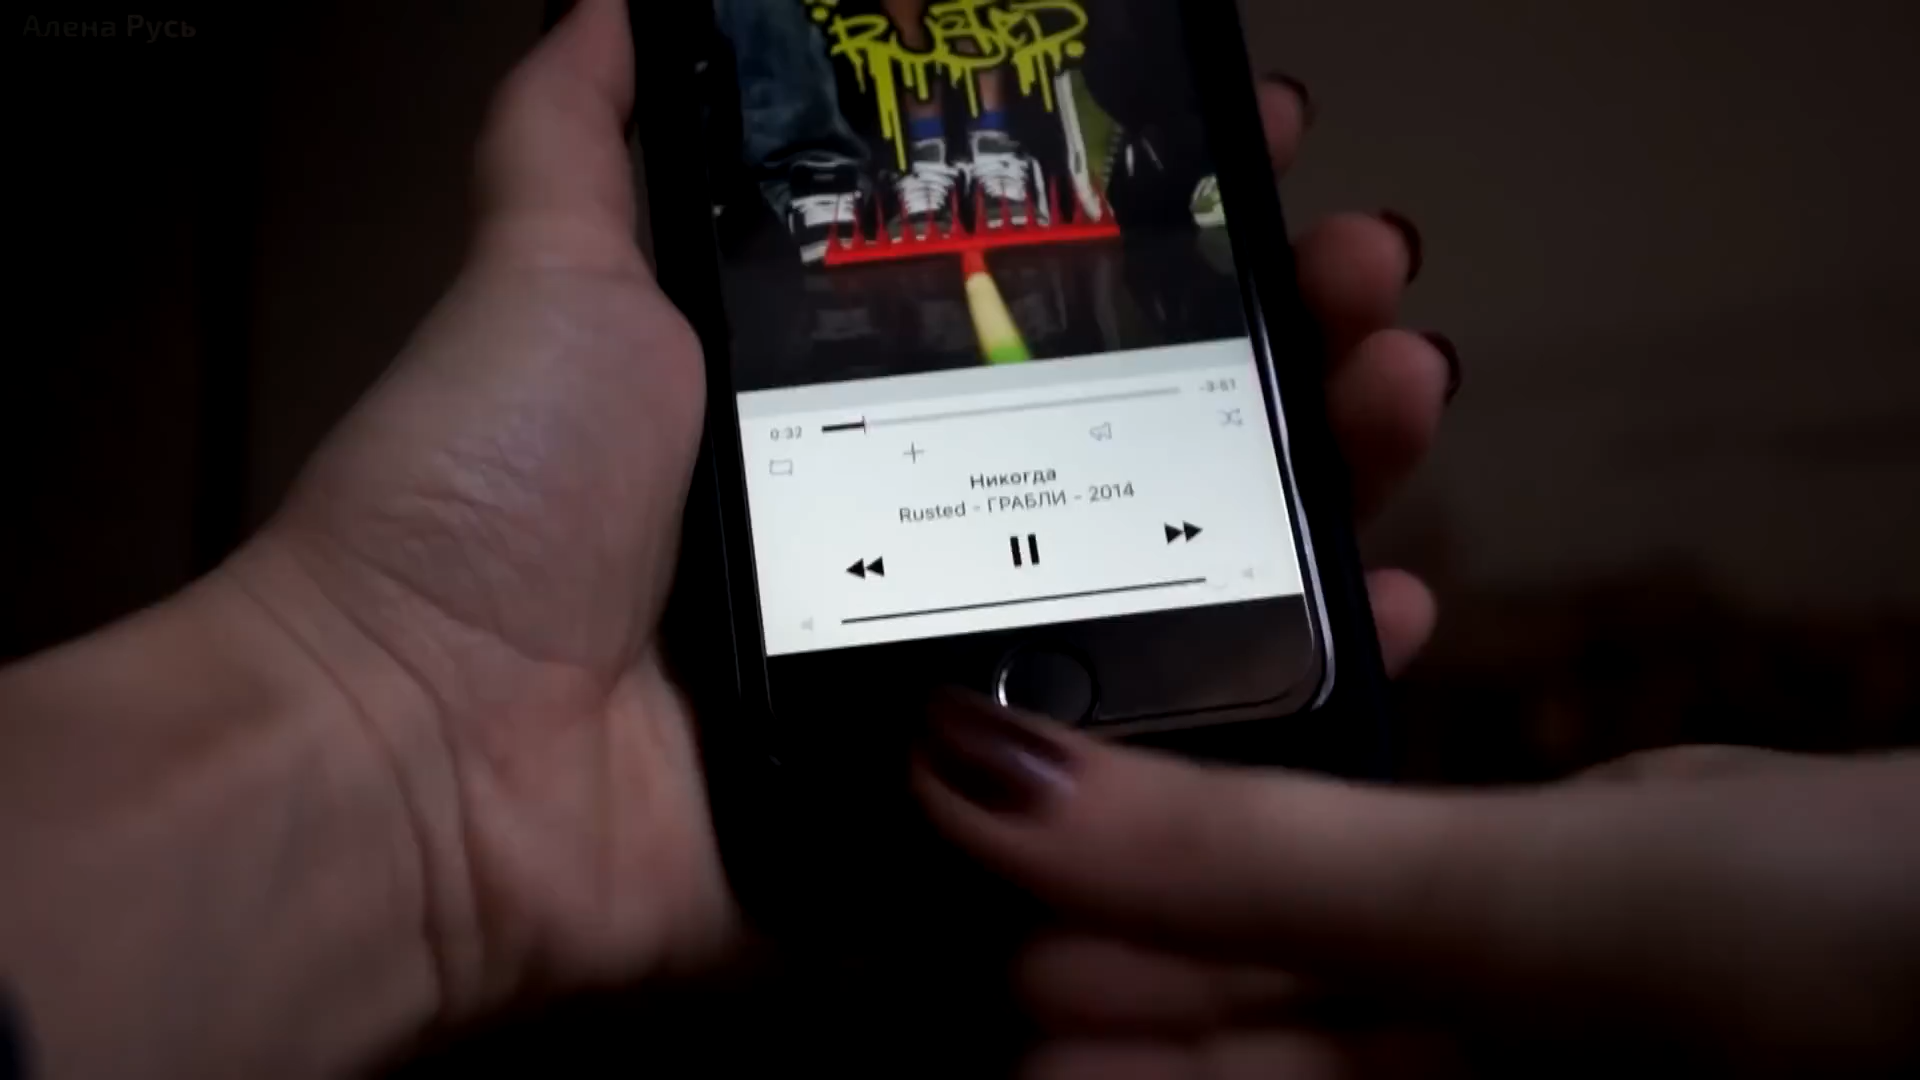 Алена Русь
RUSTED
0:32
-3:51
Никогда
Rusted - ГРАБЛИ - 2014